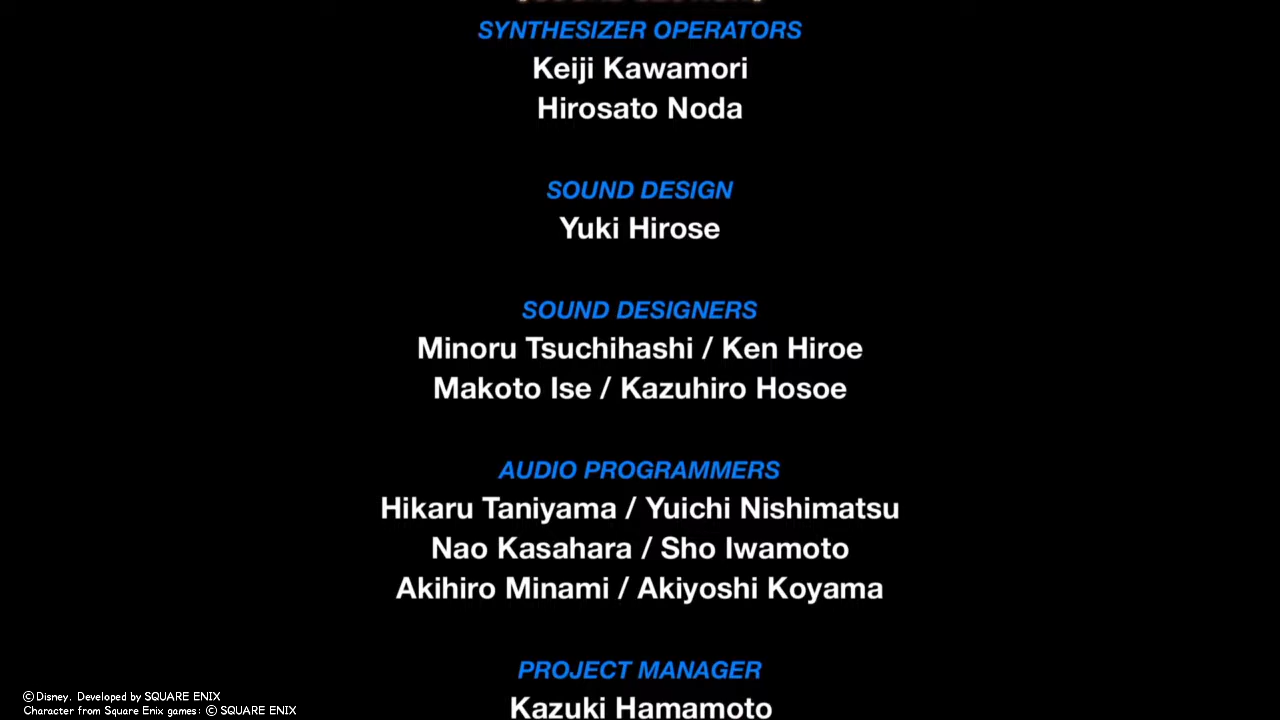 SYNTHESIZER OPERATORS
Keiji Kawamori
Hirosato Noda
SOUND DESIGN
Yuki Hirose
SOUND DESIGNERS
Minoru Tsuchihashi / Ken Hiroe
Makoto Ise / Kazuhiro Hosoe
AUDIO PROGRAMMERS
Hikaru Taniyama / Yuichi Nishimatsu
Nao Kasahara / Sho Iwamoto
Akihiro Minami / Akiyoshi Koyama
PROJECT MANAGER
Kazuki Hamamoto
©Disney. Developed by SQUARE ENIX
Character from Square Enix games: © SQUARE ENIX